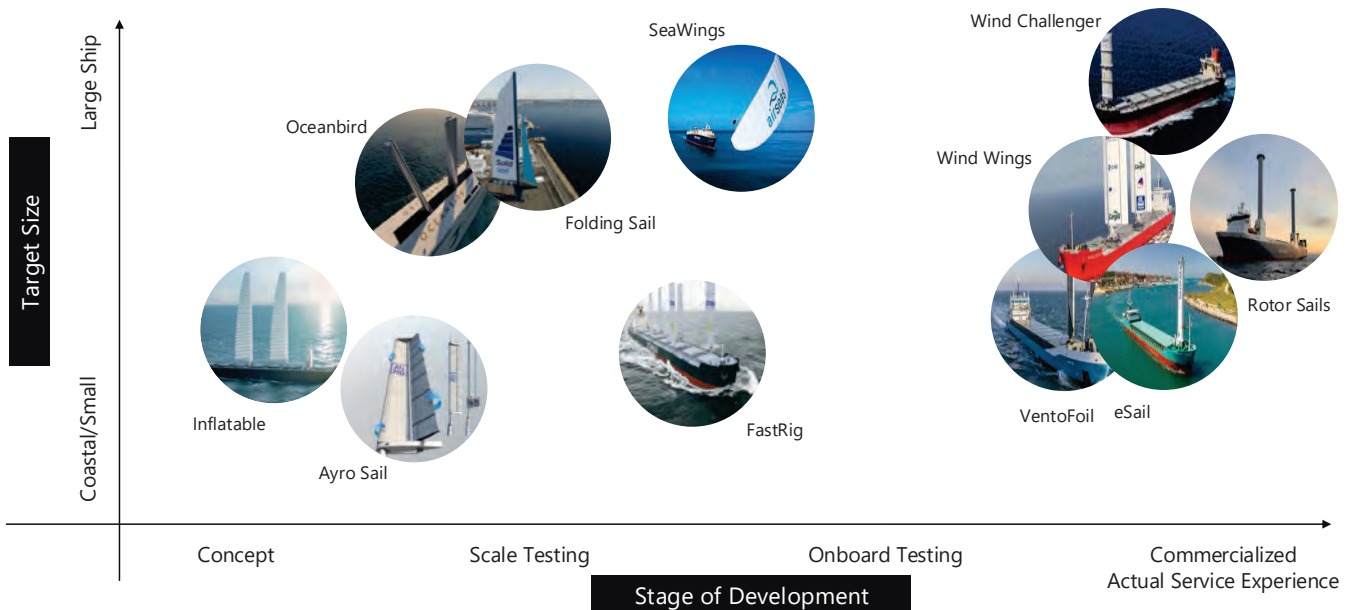 Wind Challenger
SeaWings
Large Ship
Oceanbird
airseas
Wind Wings
Folding Sail
Target Size
Rotor Sails
Inflatable
VentoFoil
eSail
FastRig
Coastal/Small
Ayro Sail
Concept
Scale Testing
Onboard Testing
Commercialized
Actual Service Experience
Stage of Development